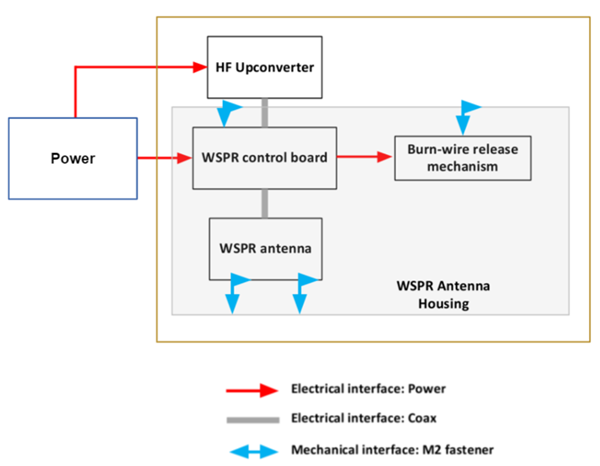 HF Upconverter
Power
WSPR control board
Burn-wire release
mechanism
WSPR antenna
WSPR Antenna
Housing
Electrical interface: Power
Electrical interface: Coax
Mechanical interface: M2 fastener